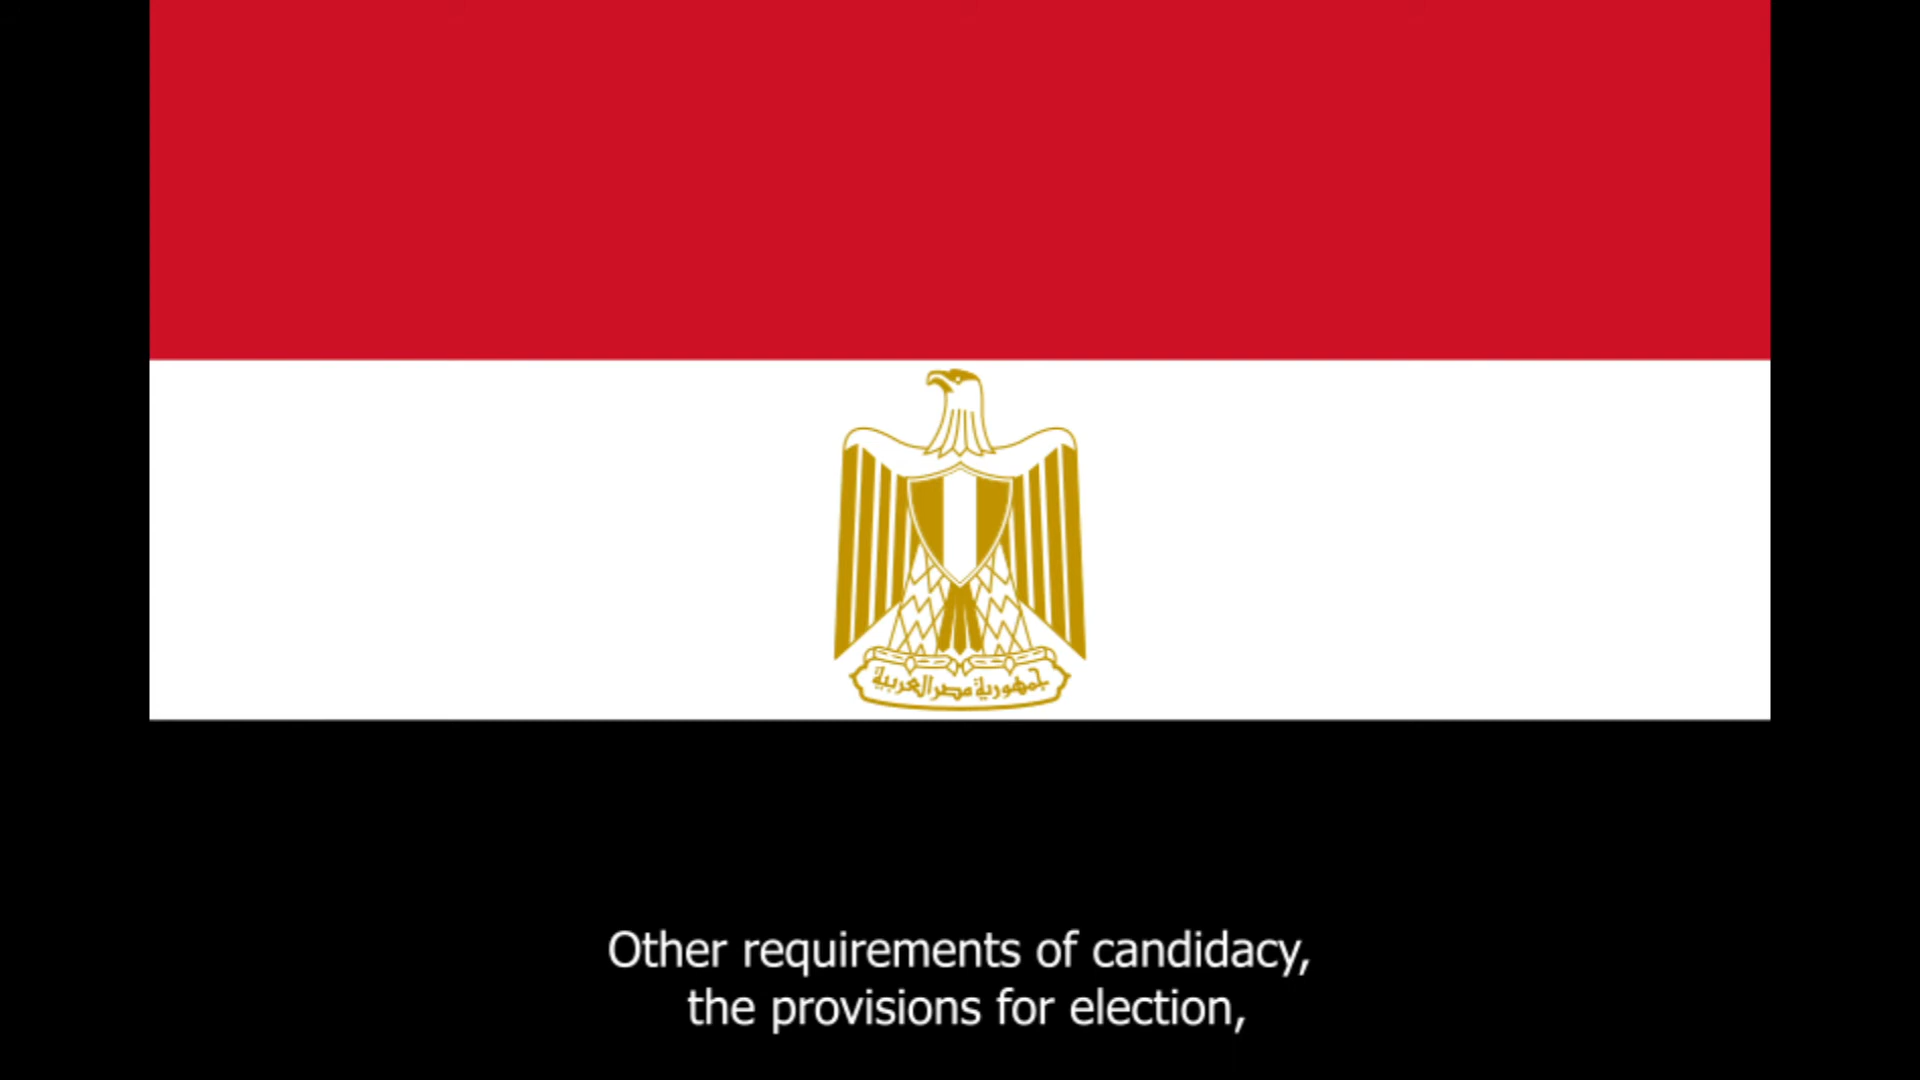 جمهورية مصر العربية
Other requirements of candidacy,
the provisions for election,